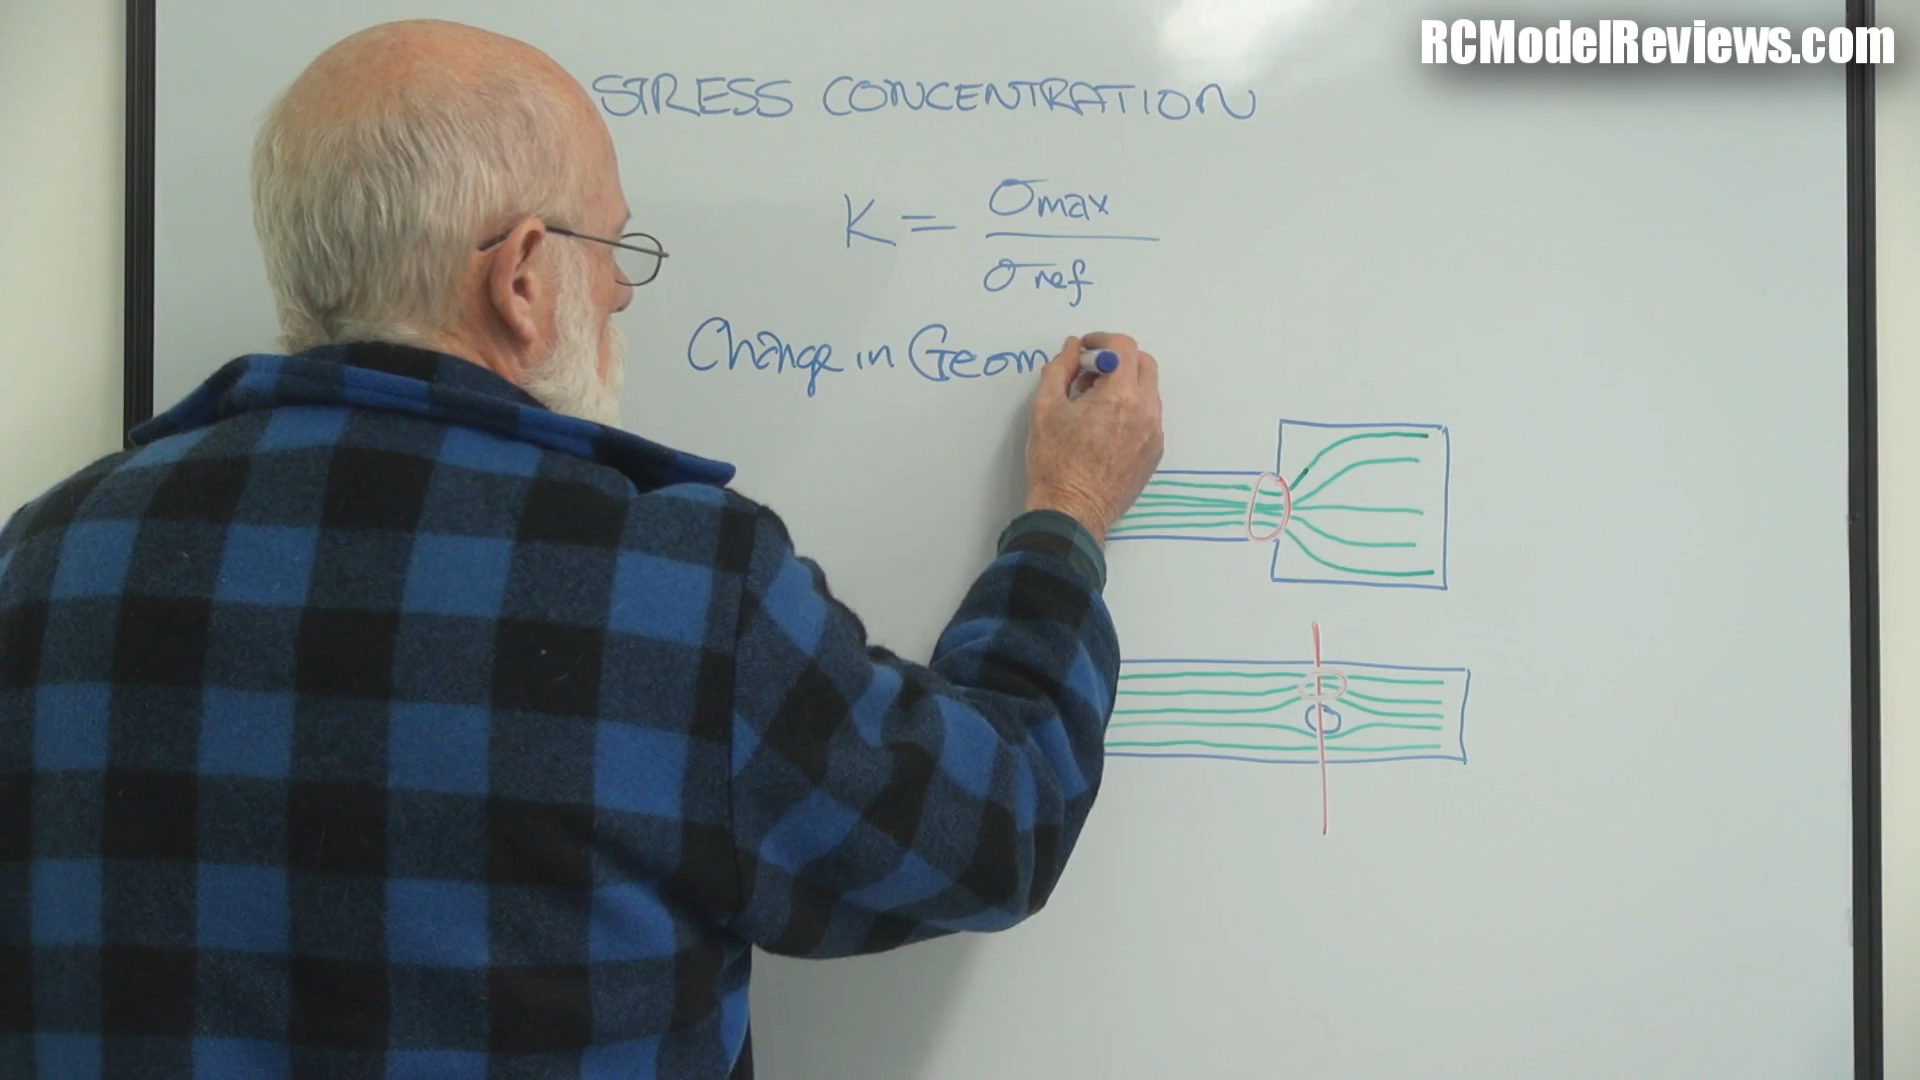 RCModelReviews.com
STRESS CONCENTRATION
K = σmax / σref
Change in Geom